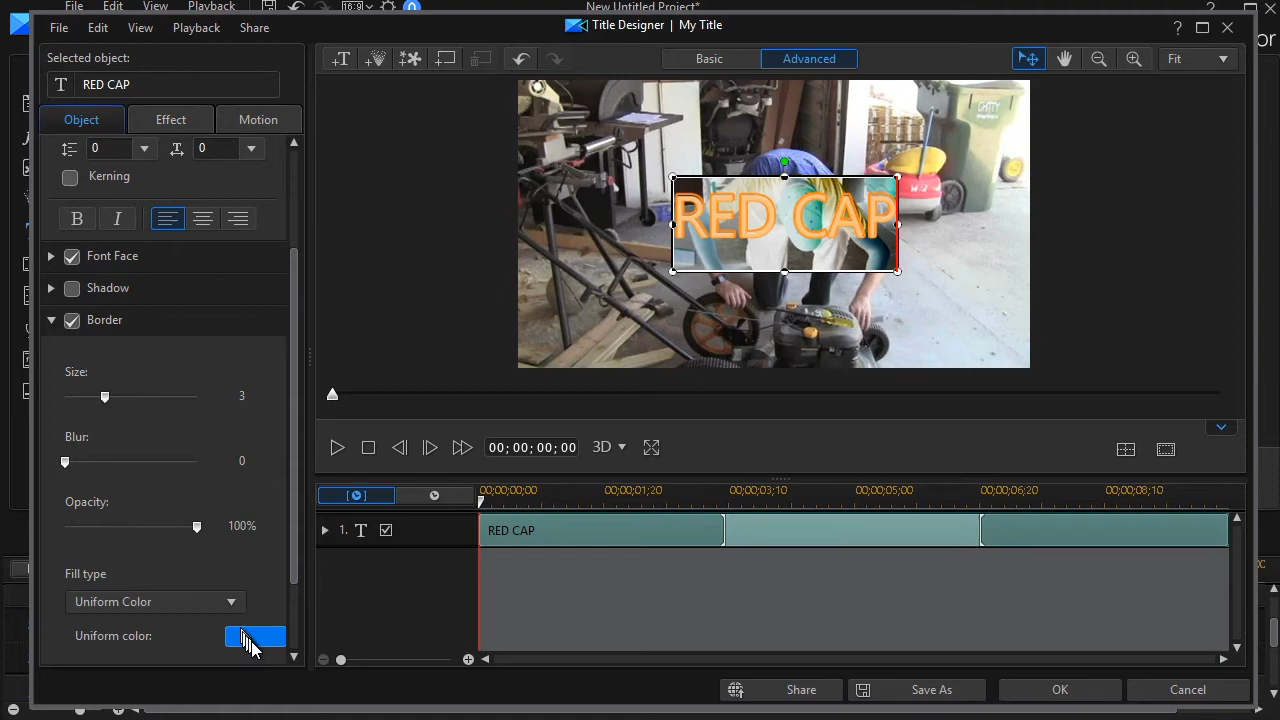 File Edit View Playback New Untitled Project*
File Edit View Playback Share Title Designer | My Title
Selected object:
RED CAP
Basic Advanced Fit
Object Effect Motion
0 0
Kerning
B I
Font Face
Shadow
Border
Size:
3
Blur:
0
Opacity:
100%
Fill type
Uniform Color
Uniform color:
RED CAP
00; 00; 00; 00 3D
00;00;00;00 00;00;01;20 00;00;03;10 00;00;05;00 00;00;06;20 00;00;08;10
1. T RED CAP
Share Save As OK Cancel